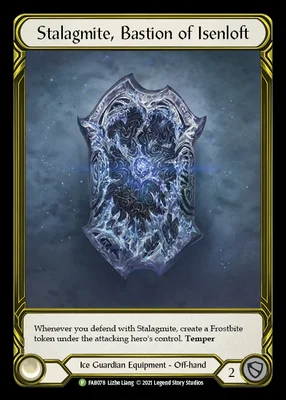 Stalagmite, Bastion of Isenloft
Whenever you defend with Stalagmite, create a Frostbite
token under the attacking hero's control. Temper
Ice Guardian Equipment - Off-hand
2
P FAB078 Lizbe Liang © 2021 Legend Story Studios